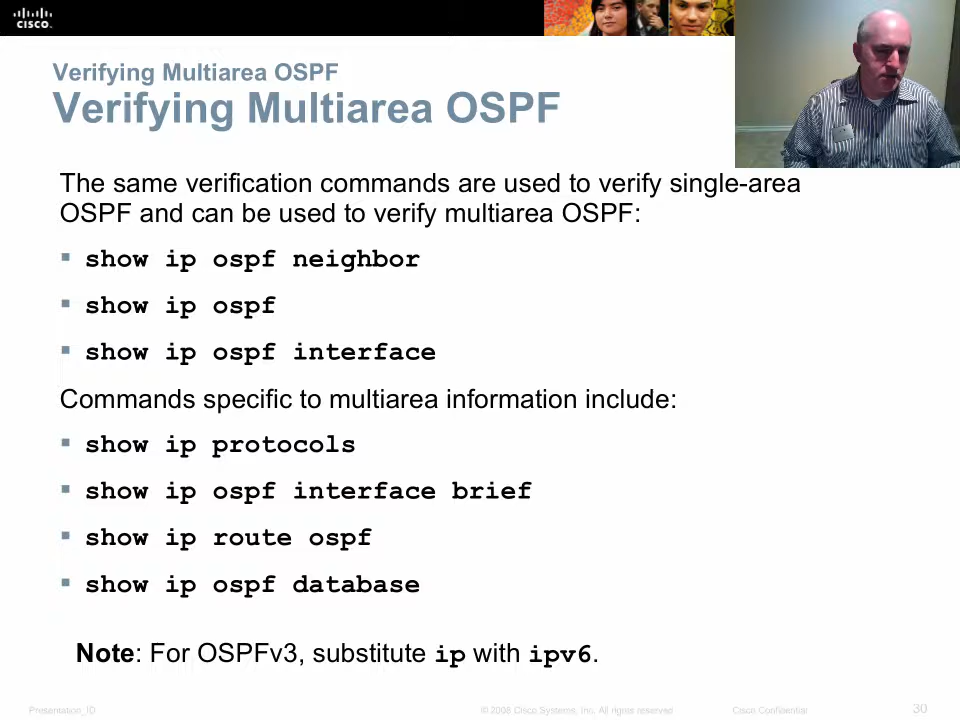 cisco.
Verifying Multiarea OSPF
Verifying Multiarea OSPF
The same verification commands are used to verify single-area
OSPF and can be used to verify multiarea OSPF:
▪ show ip ospf neighbor
▪ show ip ospf
▪ show ip ospf interface
Commands specific to multiarea information include:
▪ show ip protocols
▪ show ip ospf interface brief
▪ show ip route ospf
▪ show ip ospf database
Note: For OSPFv3, substitute ip with ipv6.
Presentation_ID © 2008 Cisco Systems, Inc. All rights reserved Cisco Confidential 30